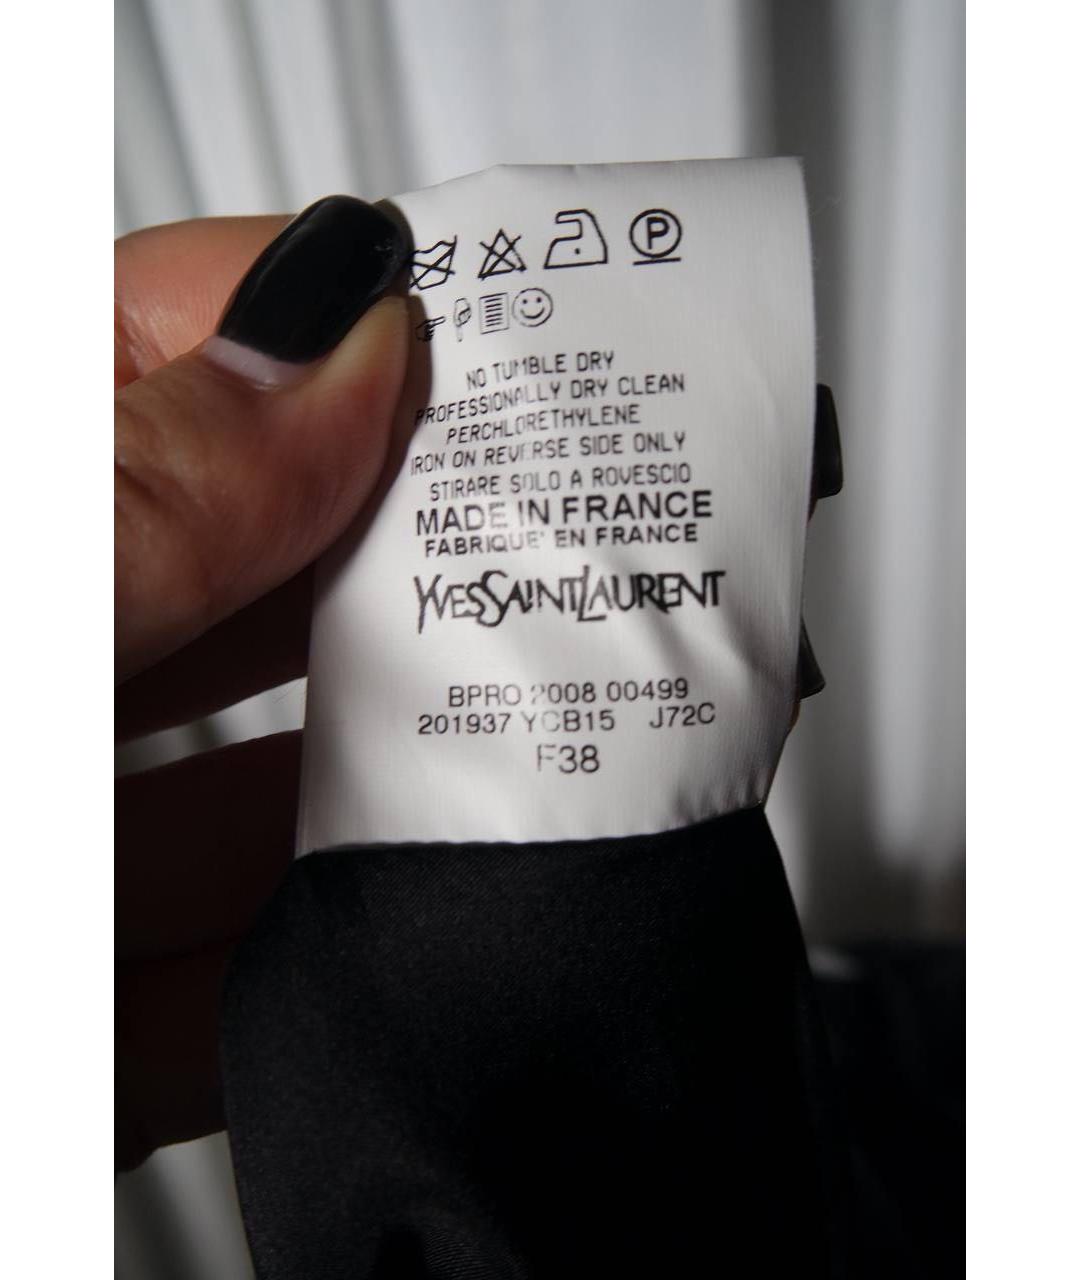 P
NO TUMBLE DRY
PROFESSIONALLY DRY CLEAN
PERCHLORETHYLENE
IRON ON REVERSE SIDE ONLY
STIRARE SOLO A ROVESCIO
MADE IN FRANCE
FABRIQUE' EN FRANCE
YVESSAINTLAURENT
BPRO 2008 00499
201937 YCB15 J72C
F38